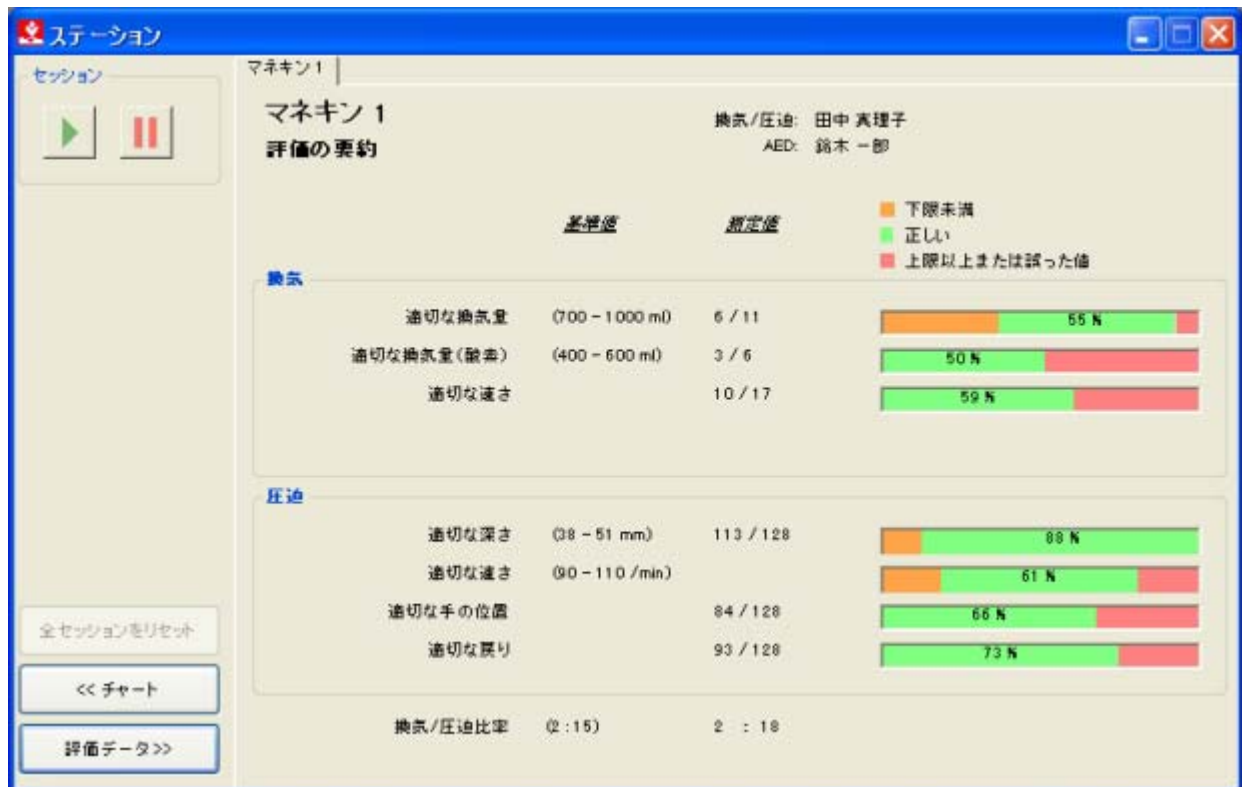 ステーション
セッション
マネキン 1
マネキン 1
評価の要約
換気/圧迫: 田中 真理子
AED: 鈴木 一郎
基準値 測定値
下限未満
正しい
上限以上または誤った値
換気
適切な換気量 (700 - 1000 ml) 6 / 11 55 %
適切な換気量(酸素) (400 - 600 ml) 3 / 6 50 %
適切な速さ 10 / 17 59 %
圧迫
適切な深さ (38 - 51 mm) 113 / 128 88 %
適切な速さ (90 - 110 /min) 61 %
適切な手の位置 84 / 128 66 %
適切な戻り 93 / 128 73 %
換気/圧迫比率 (2 : 15) 2 : 18
全セッションをリセット
<< チャート
評価データ>>